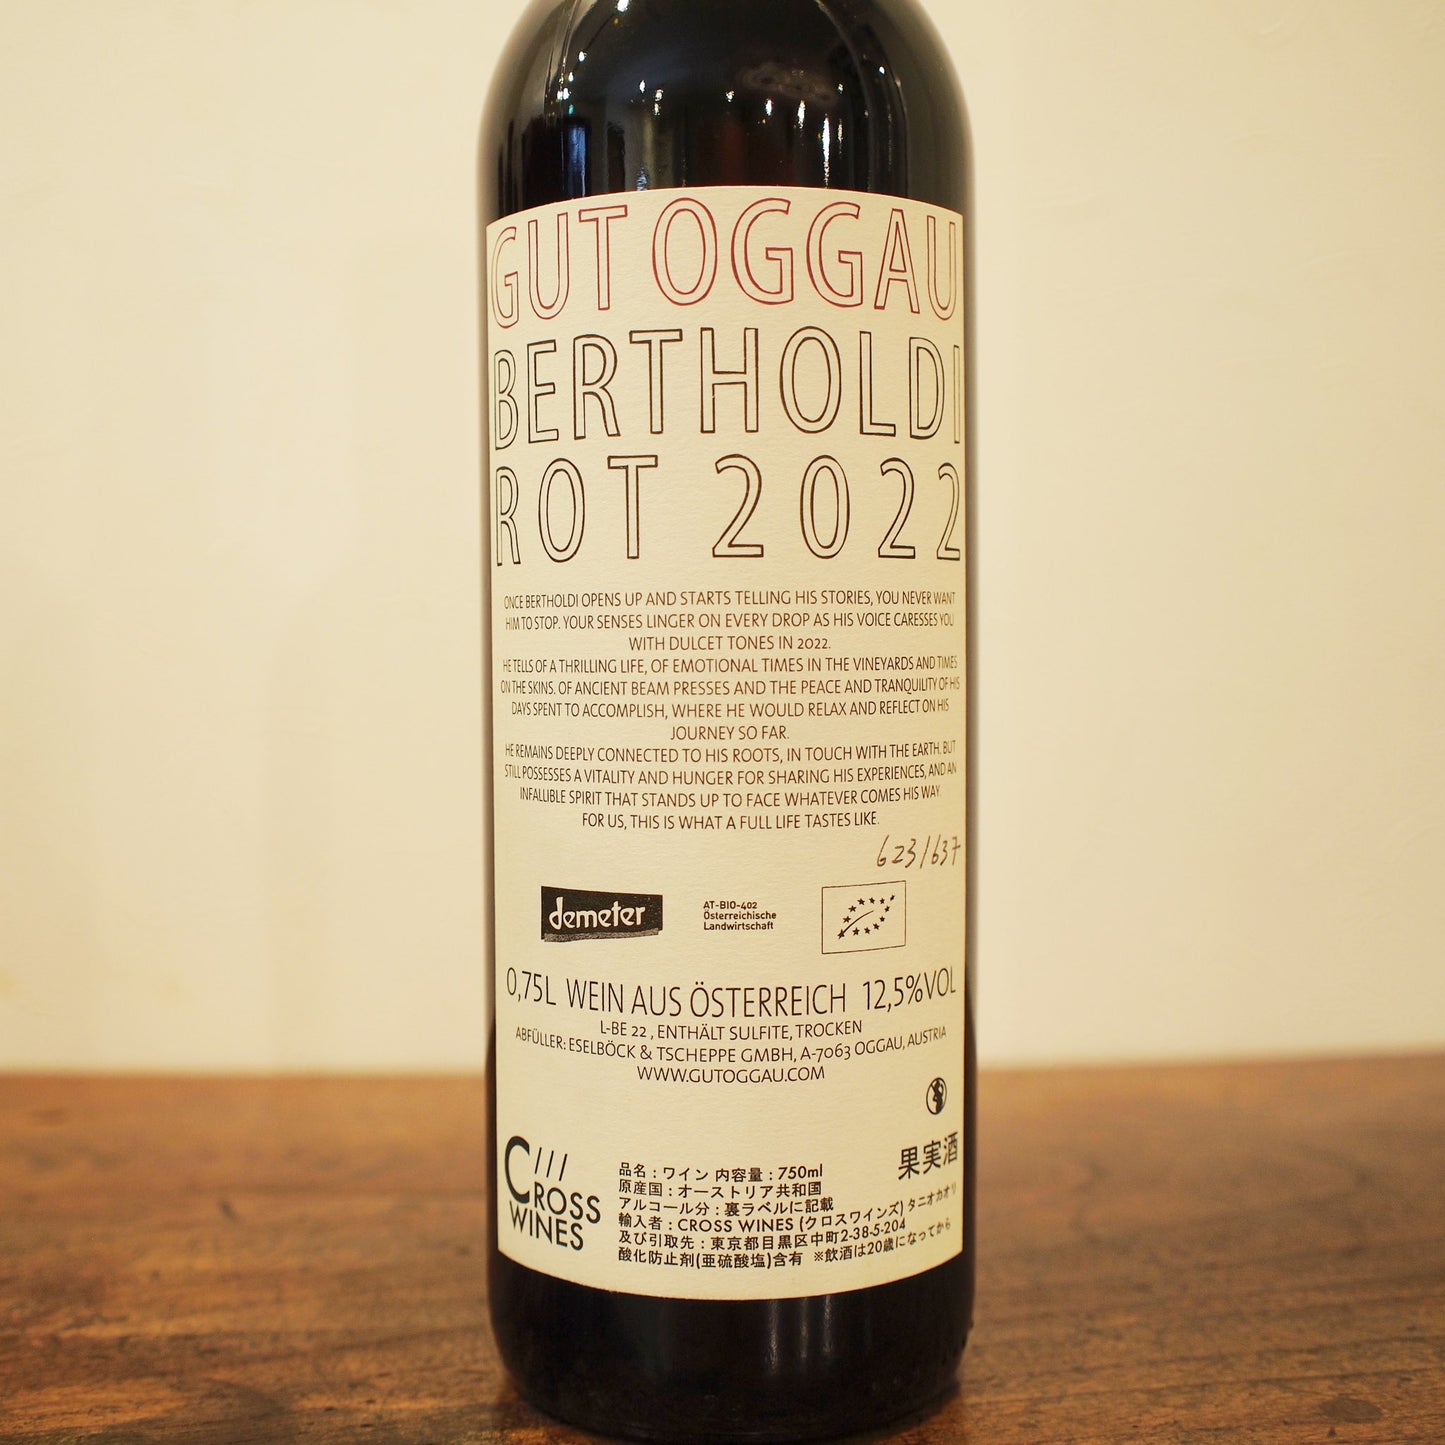 GUT OGGAU
BERTHOLDI
ROT 2022
ONCE BERTHOLDI OPENS UP AND STARTS TELLING HIS STORIES, YOU NEVER WANT
HIM TO STOP. YOUR SENSES LINGER ON EVERY DROP AS HIS VOICE CARESSES YOU
WITH DULCET TONES IN 2022.
HE TELLS OF A THRILLING LIFE, OF EMOTIONAL TIMES IN THE VINEYARDS AND TIMES
ON THE SKINS. OF ANCIENT BEAM PRESSES AND THE PEACE AND TRANQUILITY OF HIS
DAYS SPENT TO ACCOMPLISH, WHERE HE WOULD RELAX AND REFLECT ON HIS
JOURNEY SO FAR.
HE REMAINS DEEPLY CONNECTED TO HIS ROOTS, IN TOUCH WITH THE EARTH. BUT
STILL POSSESSES A VITALITY AND HUNGER FOR SHARING HIS EXPERIENCES, AND AN
INFALLIBLE SPIRIT THAT STANDS UP TO FACE WHATEVER COMES HIS WAY.
FOR US, THIS IS WHAT A FULL LIFE TASTES LIKE.
623/637
demeter
AT-BIO-402
Österreichische
Landwirtschaft
0,75L WEIN AUS ÖSTERREICH 12,5%VOL
L-BE 22 , ENTHÄLT SULFITE, TROCKEN
ABFÜLLER: ESELBÖCK & TSCHEPPE GMBH, A-7063 OGGAU, AUSTRIA
WWW.GUTOGGAU.COM
果実酒
CROSS
WINES
品名：ワイン 内容量：750ml
原産国：オーストリア共和国
アルコール分：裏ラベルに記載
輸入者：CROSS WINES (クロスワインズ) タニオカオリ
及び引取先：東京都目黒区中町2-38-5-204
酸化防止剤(亜硫酸塩)含有 ※飲酒は20歳になってから